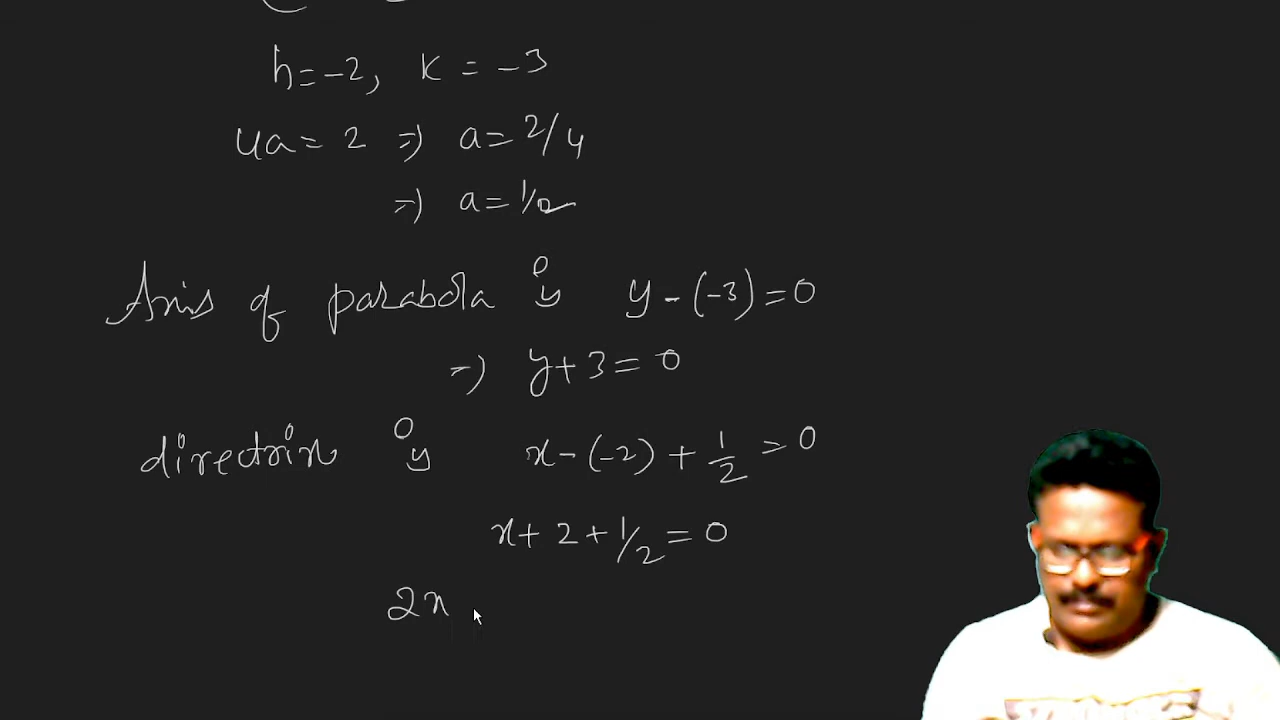 h=-2, k=-3
4a=2 => a=2/4
=> a=1/2
Axis of parabola is y-(-3)=0
=> y+3=0
directrix is x-(-2)+1/2=0
x+2+1/2=0
2x